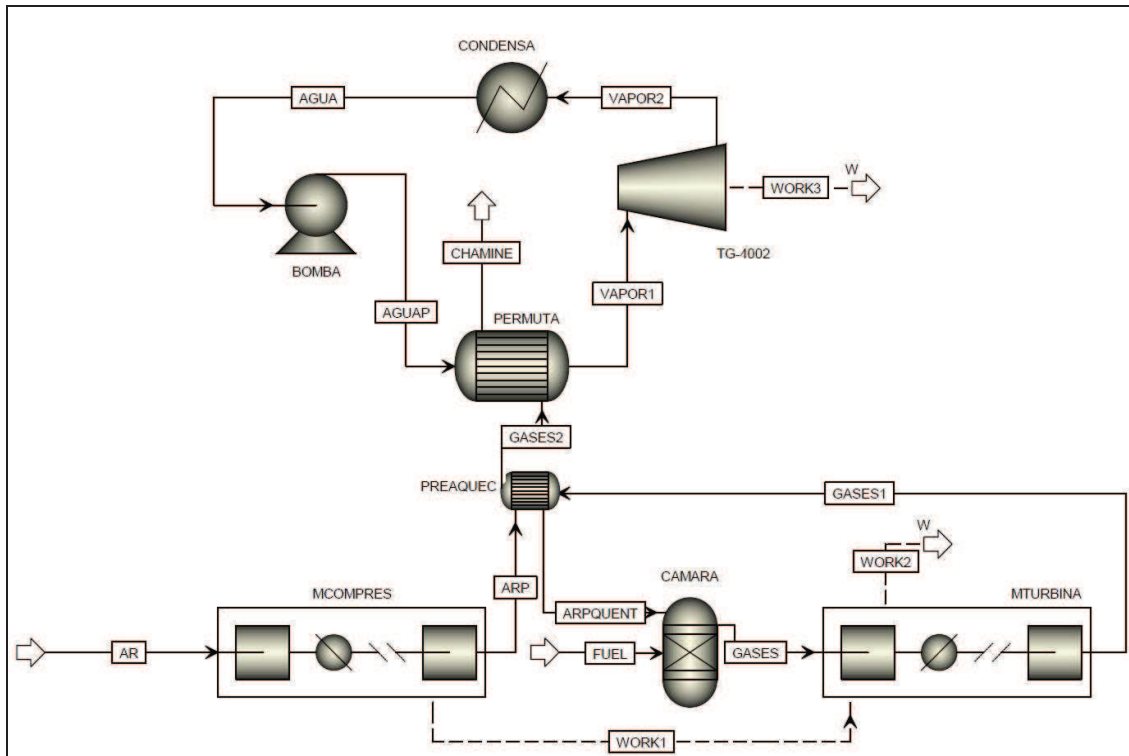 CONDENSA
AGUA
VAPOR2
WORK3
W
TG-4002
BOMBA
CHAMINE
VAPOR1
AGUAP
PERMUTA
GASES2
PREAQUEC
GASES1
W
WORK2
CAMARA
MCOMPRES
ARP
MTURBINA
ARPQUENT
AR
FUEL
GASES
WORK1